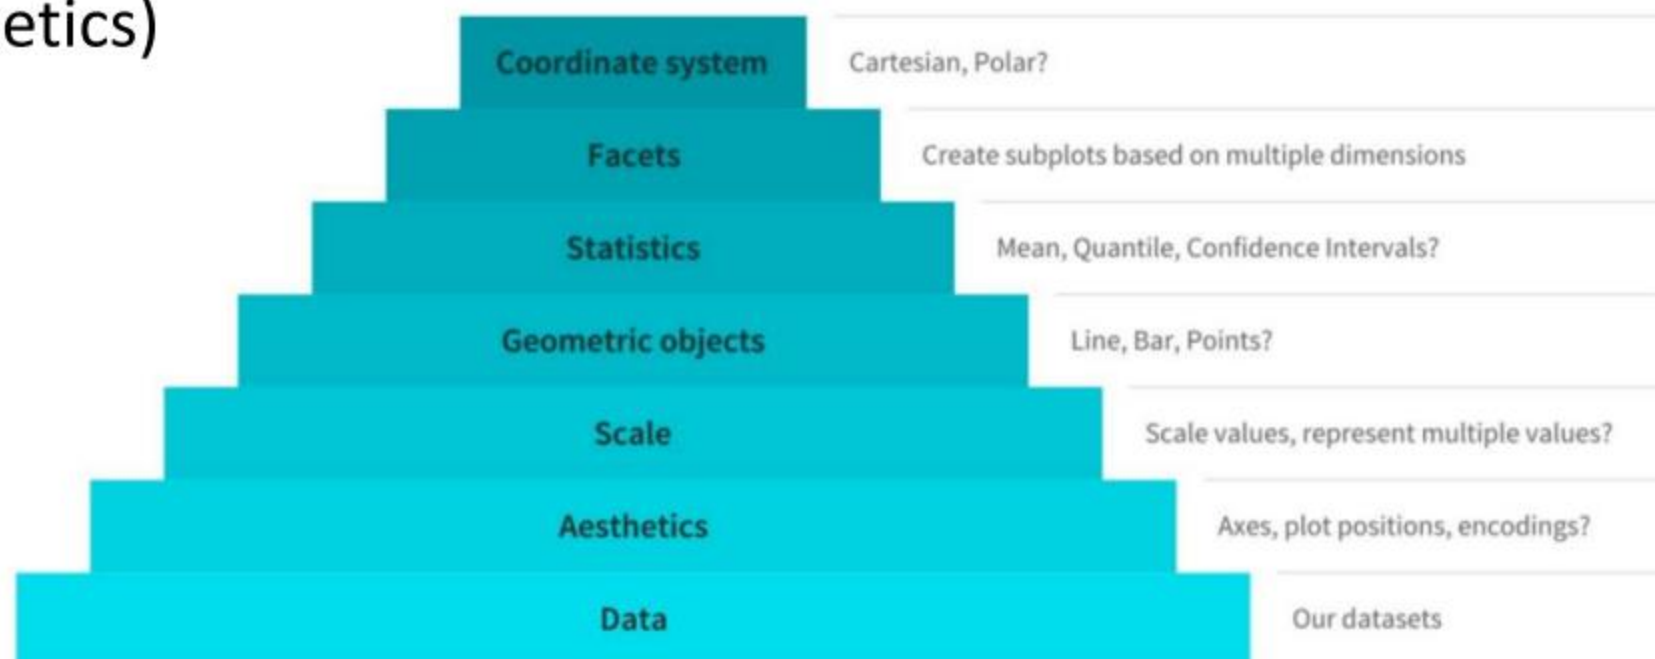 etics)
Coordinate system Cartesian, Polar?
Facets Create subplots based on multiple dimensions
Statistics Mean, Quantile, Confidence Intervals?
Geometric objects Line, Bar, Points?
Scale Scale values, represent multiple values?
Aesthetics Axes, plot positions, encodings?
Data Our datasets